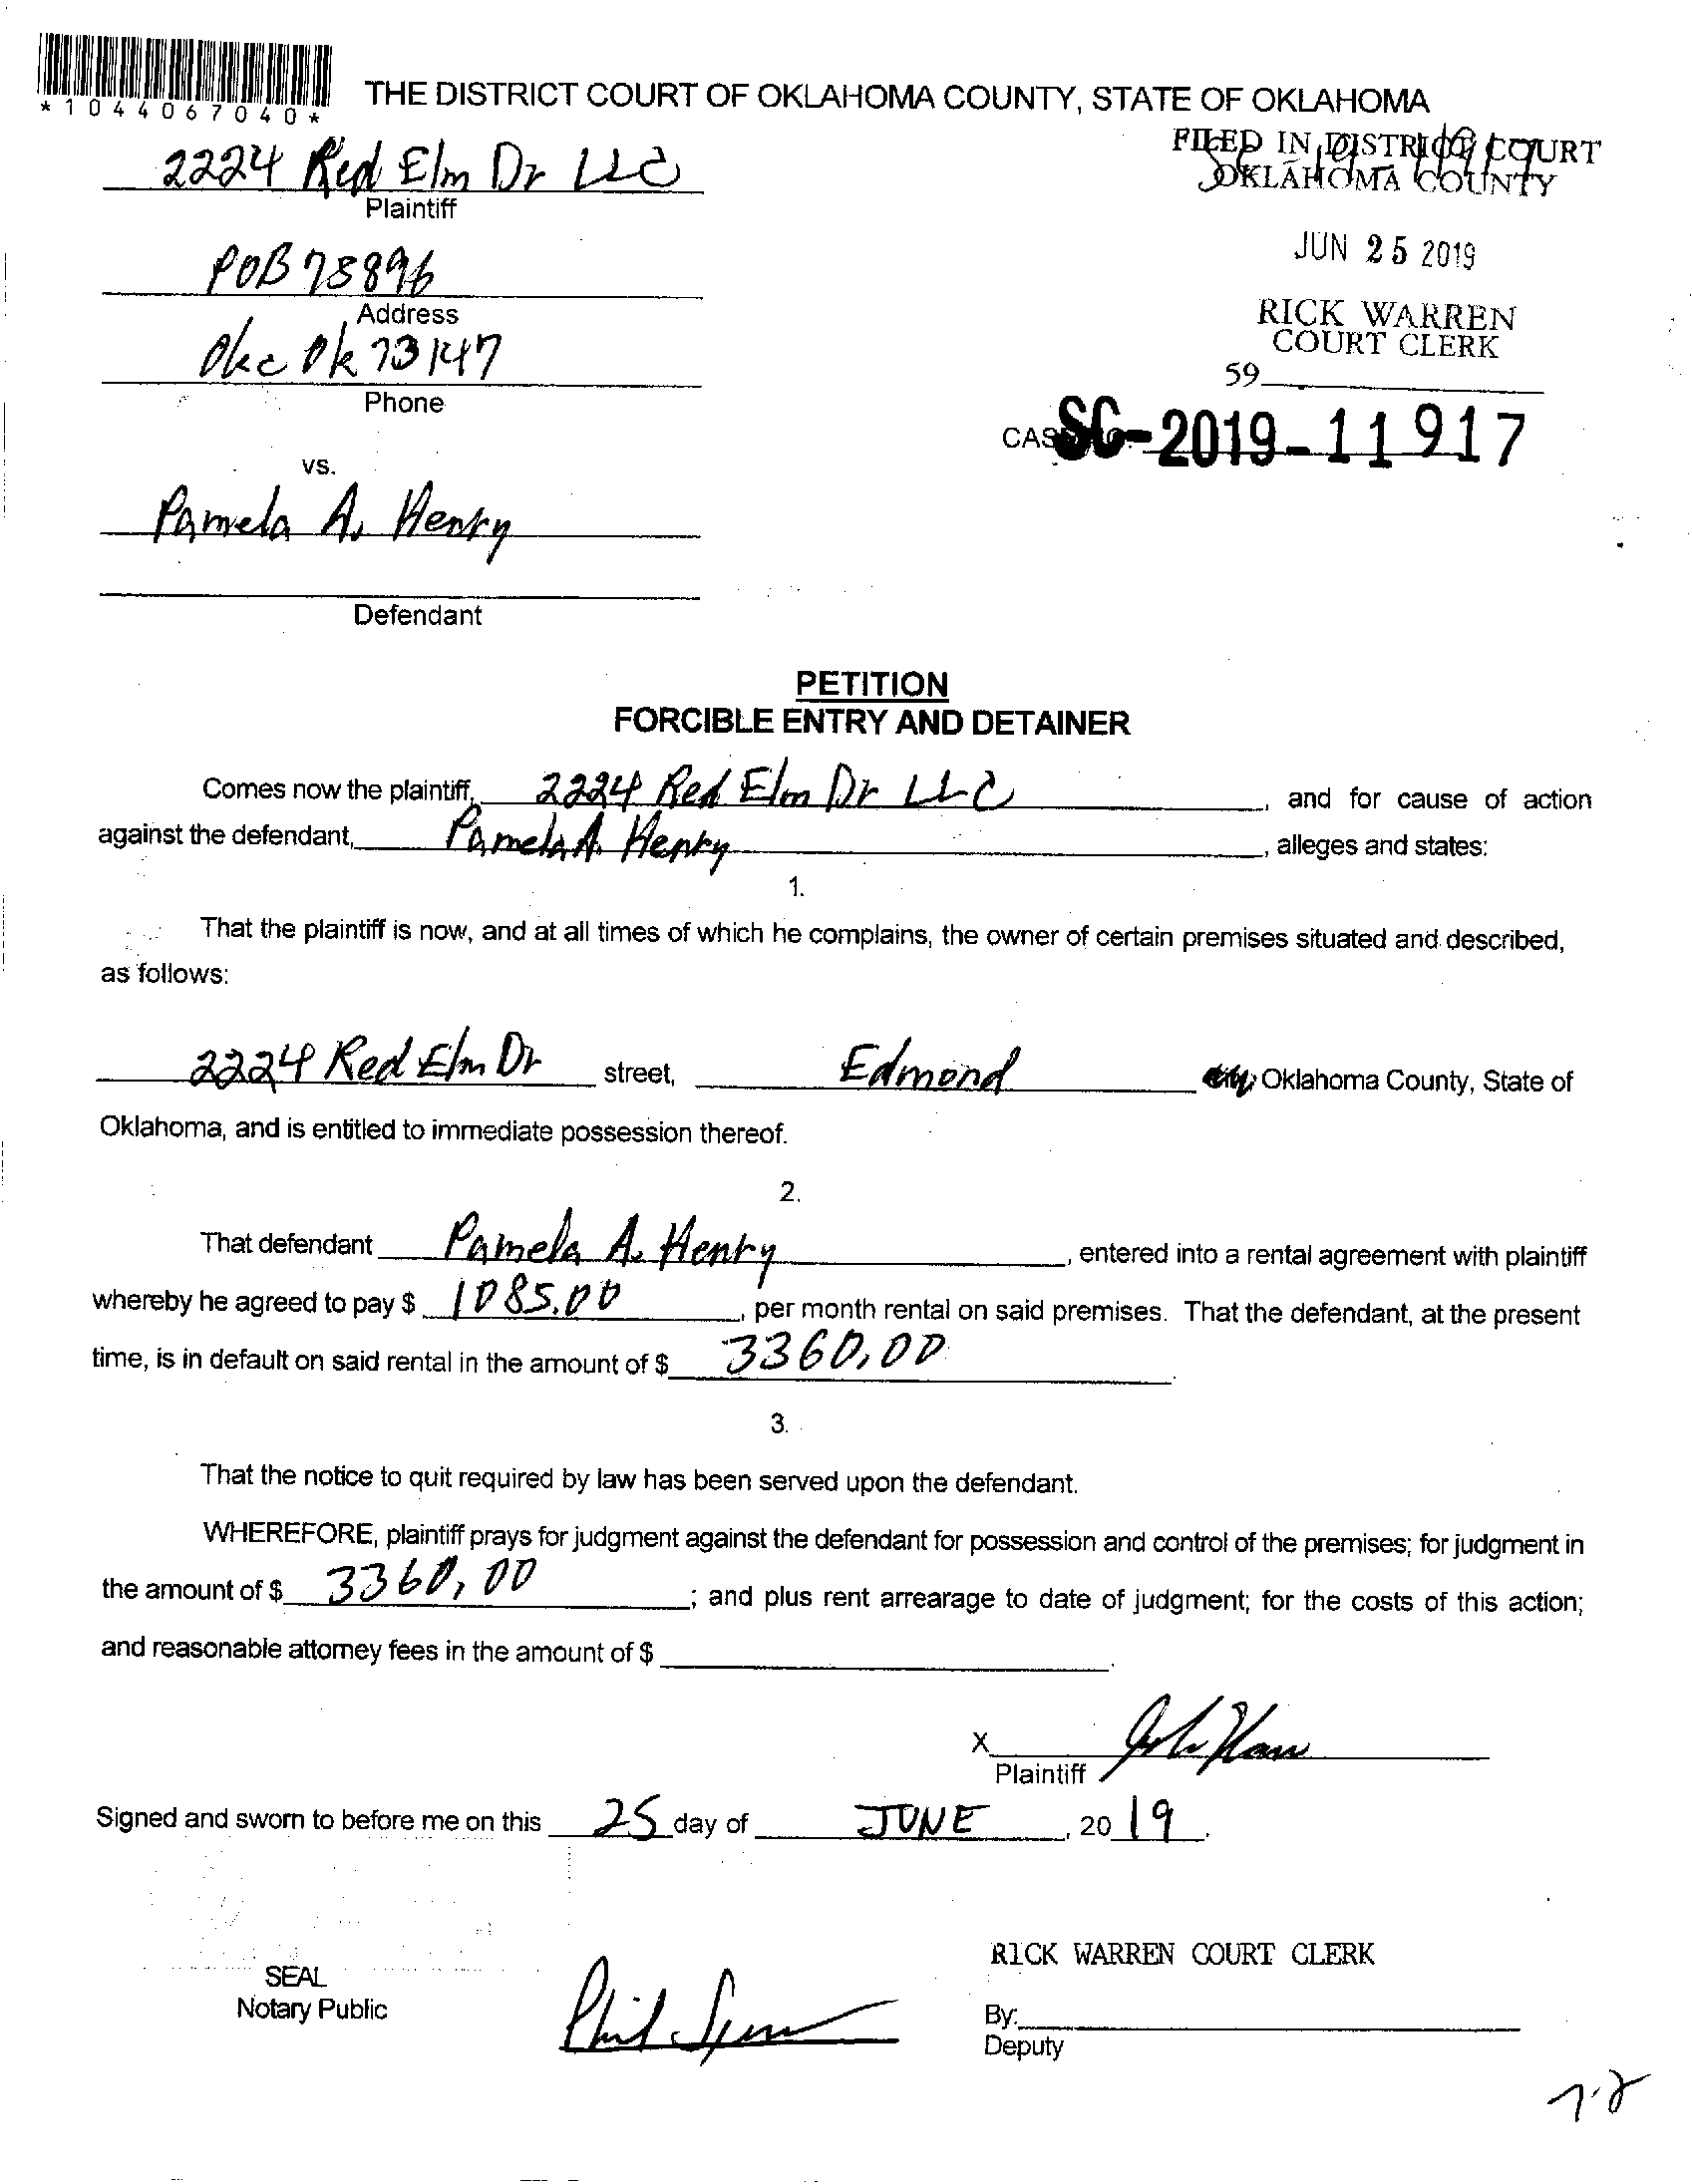 *1044067040*
THE DISTRICT COURT OF OKLAHOMA COUNTY, STATE OF OKLAHOMA
2224 Red Elm Dr LLC
Plaintiff
FILED IN DISTRICT COURT
OKLAHOMA COUNTY
POB 75896
Address
JUN 25 2019
RICK WARREN
COURT CLERK
Okc Ok 73147
Phone
59
CAS SC-2019-11917
vs.
Pamela A. Henry
Defendant
PETITION
FORCIBLE ENTRY AND DETAINER
Comes now the plaintiff, 2224 Red Elm Dr LLC, and for cause of action
against the defendant, Pamela A. Henry, alleges and states:
1.
That the plaintiff is now, and at all times of which he complains, the owner of certain premises situated and described,
as follows:
2224 Red Elm Dr street, Edmond city, Oklahoma County, State of
Oklahoma, and is entitled to immediate possession thereof.
2.
That defendant Pamela A. Henry, entered into a rental agreement with plaintiff
whereby he agreed to pay $ 1085.00, per month rental on said premises. That the defendant, at the present
time, is in default on said rental in the amount of $ 3360.00.
3.
That the notice to quit required by law has been served upon the defendant.
WHEREFORE, plaintiff prays for judgment against the defendant for possession and control of the premises; for judgment in
the amount of $ 3360.00; and plus rent arrearage to date of judgment; for the costs of this action;
and reasonable attorney fees in the amount of $ .
X
Plaintiff
Signed and sworn to before me on this 25 day of JUNE, 2019.
RICK WARREN COURT CLERK
SEAL
Notary Public
By:
Deputy